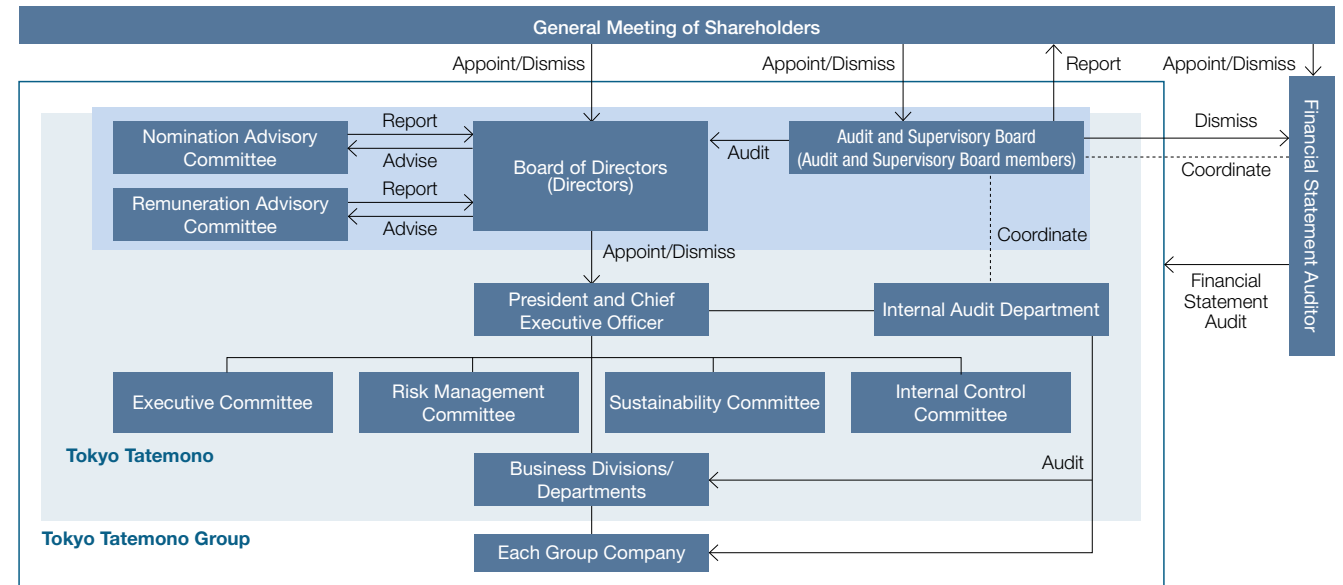 General Meeting of Shareholders
Appoint/Dismiss
Appoint/Dismiss
Report
Appoint/Dismiss
Nomination Advisory
Committee
Report
Advise
Remuneration Advisory
Committee
Report
Advise
Board of Directors
(Directors)
Audit
Audit and Supervisory Board
(Audit and Supervisory Board members)
Dismiss
Coordinate
Financial Statement Auditor
Coordinate
Appoint/Dismiss
Financial
Statement
Audit
President and Chief
Executive Officer
Internal Audit Department
Executive Committee
Risk Management
Committee
Sustainability Committee
Internal Control
Committee
Tokyo Tatemono
Business Divisions/
Departments
Audit
Tokyo Tatemono Group
Each Group Company